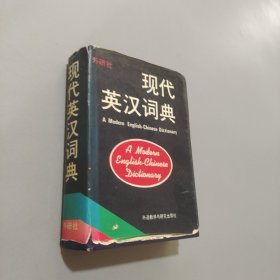 外研社
现代
英汉词典
A Modern English-Chinese Dictionary
A Modern
English-Chinese
Dictionary
外语教学与研究出版社
现代英汉词典
外研社